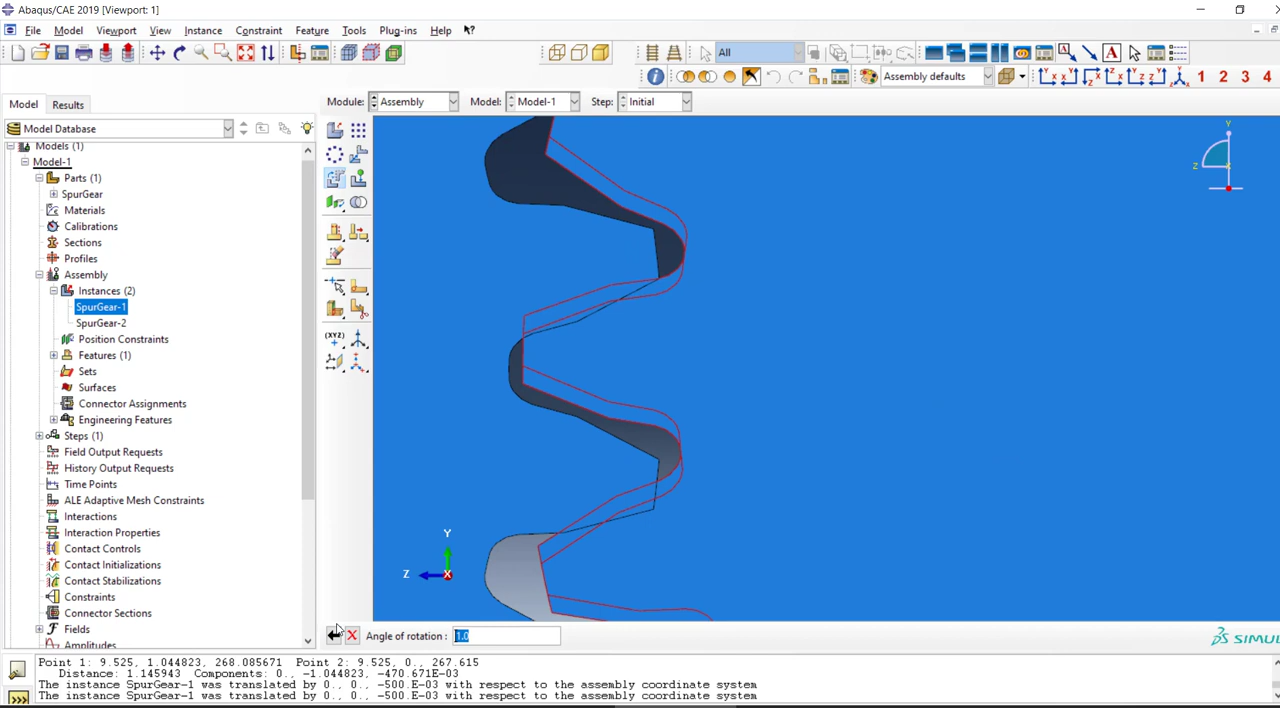 Abaqus/CAE 2019 [Viewport: 1]
File Model Viewport View Instance Constraint Feature Tools Plug-ins Help
All
Assembly defaults
1 2 3 4
Model Results
Module: Assembly Model: Model-1 Step: Initial
Model Database
Models (1)
Model-1
Parts (1)
SpurGear
Materials
Calibrations
Sections
Profiles
Assembly
Instances (2)
SpurGear-1
SpurGear-2
Position Constraints
Features (1)
Sets
Surfaces
Connector Assignments
Engineering Features
Steps (1)
Field Output Requests
History Output Requests
Time Points
ALE Adaptive Mesh Constraints
Interactions
Interaction Properties
Contact Controls
Contact Initializations
Contact Stabilizations
Constraints
Connector Sections
Fields
Amplitudes
(XYZ)
Y
Z
X
y
z
Angle of rotation : 1.0
SIMUL
Point 1: 9.525, 1.044823, 268.085671 Point 2: 9.525, 0., 267.615
Distance: 1.145943 Components: 0., -1.044823, -470.671E-03
The instance SpurGear-1 was translated by 0., 0., -500.E-03 with respect to the assembly coordinate system
The instance SpurGear-1 was translated by 0., 0., -500.E-03 with respect to the assembly coordinate system